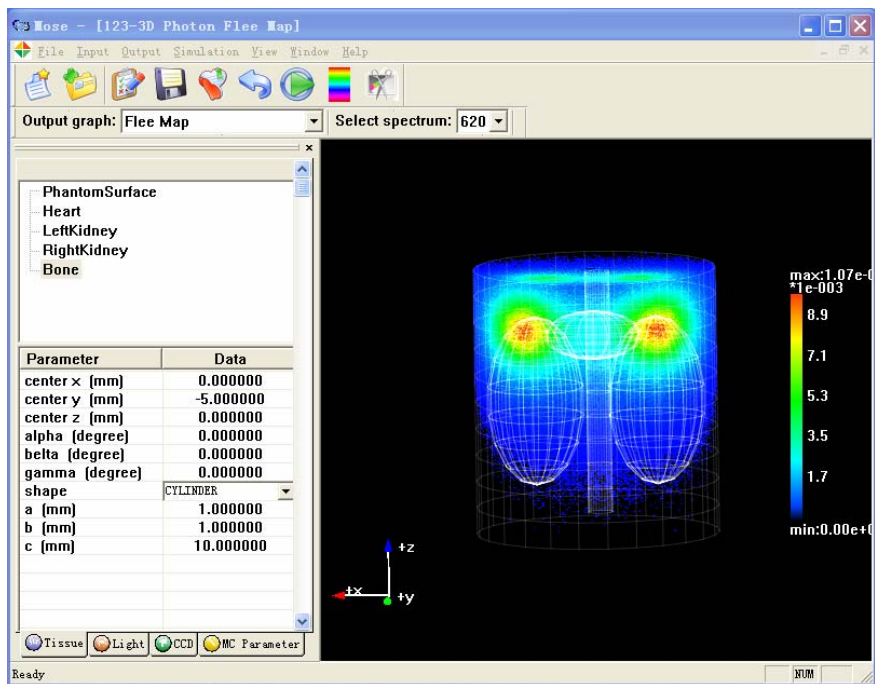 Mose - [123-3D Photon Flee Map]
File Input Output Simulation View Window Help
Output graph: Flee Map Select spectrum: 620
PhantomSurface
Heart
LeftKidney
RightKidney
Bone
Parameter Data
center x (mm) 0.000000
center y (mm) -5.000000
center z (mm) 0.000000
alpha (degree) 0.000000
belta (degree) 0.000000
gamma (degree) 0.000000
shape CYLINDER
a (mm) 1.000000
b (mm) 1.000000
c (mm) 10.000000
max:1.07e-0
*1e-003
8.9
7.1
5.3
3.5
1.7
min:0.00e+0
+z
+x
+y
Tissue Light CCD MC Parameter
Ready NUM